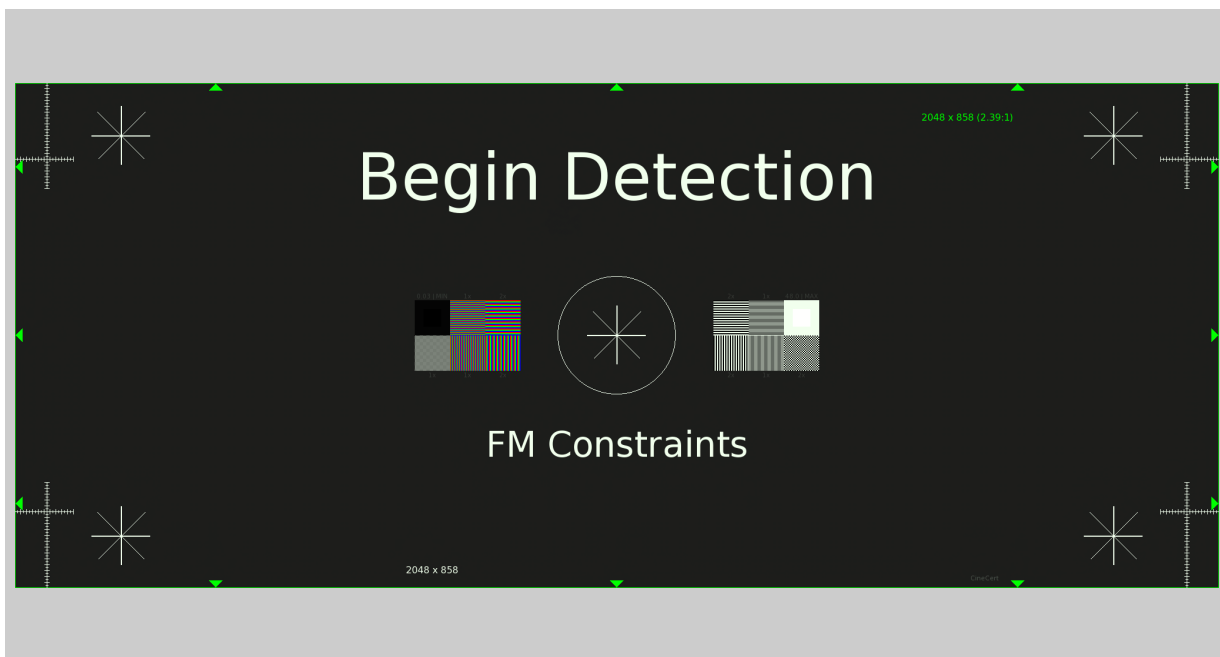 2048 x 858 (2.39:1)
Begin Detection
FM Constraints
2048 x 858
CineCert